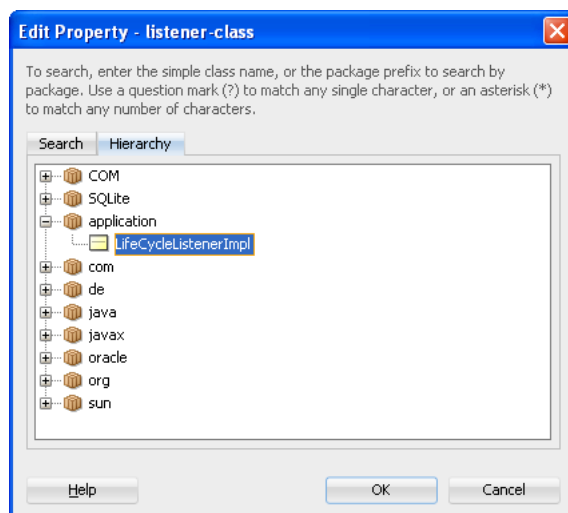 Edit Property - listener-class
To search, enter the simple class name, or the package prefix to search by
package. Use a question mark (?) to match any single character, or an asterisk (*)
to match any number of characters.
Search Hierarchy
COM
SQLite
application
LifeCycleListenerImpl
com
de
java
javax
oracle
org
sun
Help OK Cancel